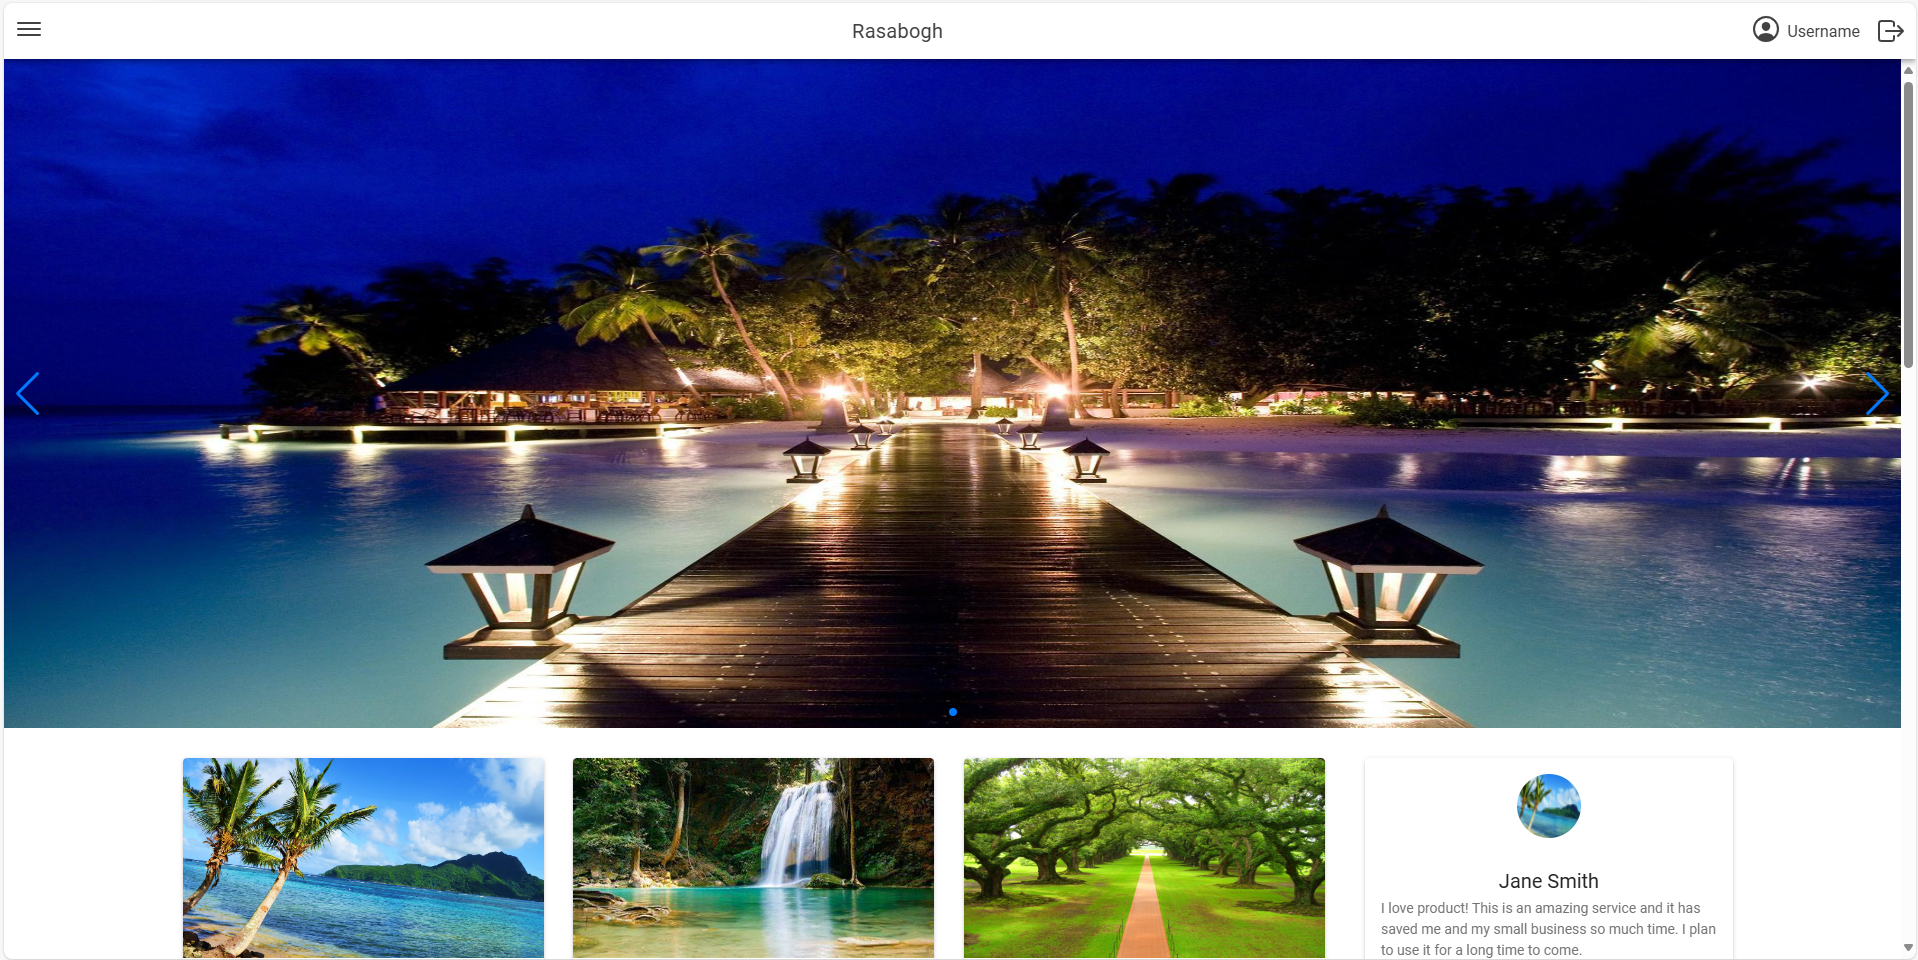 Rasabogh
Username
Jane Smith
I love product! This is an amazing service and it has
saved me and my small business so much time. I plan
to use it for a long time to come.